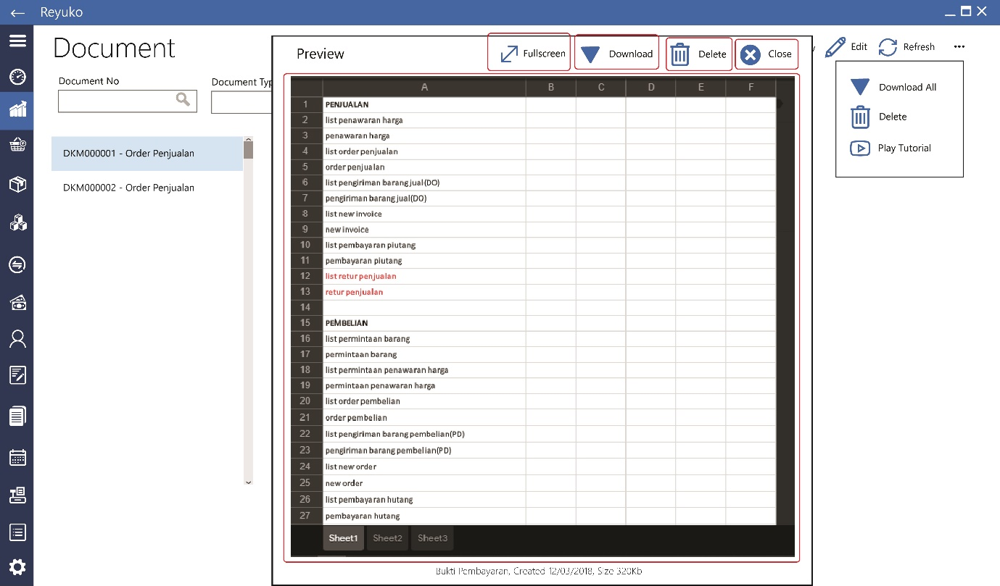 Reyuko
Document
Document No
Document Typ
DKM000001 - Order Penjualan
DKM000002 - Order Penjualan
Preview
Fullscreen
Download
Delete
Close
Edit
Refresh
Download All
Delete
Play Tutorial
A B C D E F
1 PENJUALAN
2 list penawaran harga
3 penawaran harga
4 list order penjualan
5 order penjualan
6 list pengiriman barang jual(DO)
7 pengiriman barang jual(DO)
8 list new invoice
9 new invoice
10 list pembayaran piutang
11 pembayaran piutang
12 list retur penjualan
13 retur penjualan
14
15 PEMBELIAN
16 list permintaan barang
17 permintaan barang
18 list permintaan penawaran harga
19 permintaan penawaran harga
20 list order pembelian
21 order pembelian
22 list pengiriman barang pembelian(PD)
23 pengiriman barang pembelian(PD)
24 list new order
25 new order
26 list pembayaran hutang
27 pembayaran hutang
Sheet1 Sheet2 Sheet3
Bukti Pembayaran, Created 12/03/2018, Size 320Kb